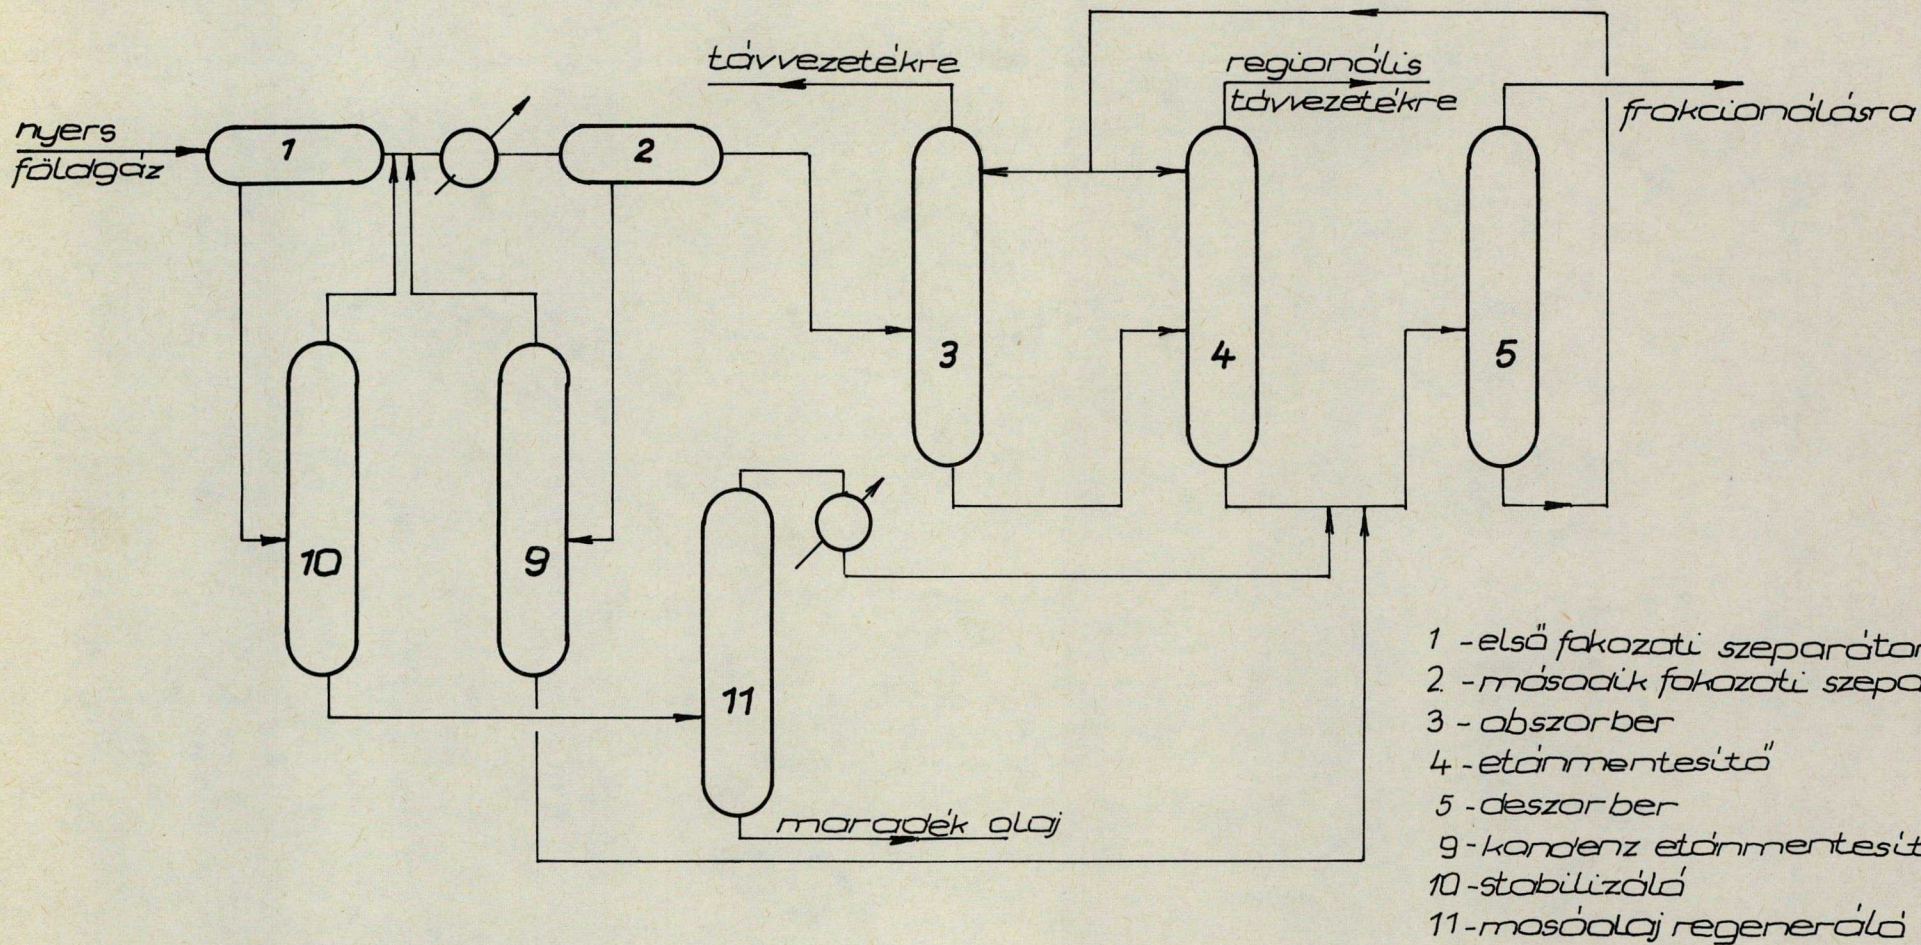 nyers
földgáz
1
2
távvezetékre
regionális
távvezetékre
frakcionálásra
3
4
5
10
9
11
maradék olaj
1 - első fokozati szeparátor
2. - második fokozati szepa
3 - abszorber
4 - etánmentesítő
5 - deszorber
9 - kondenz etánmentesít
10 - stabilizáló
11 - mosóolaj regeneráló